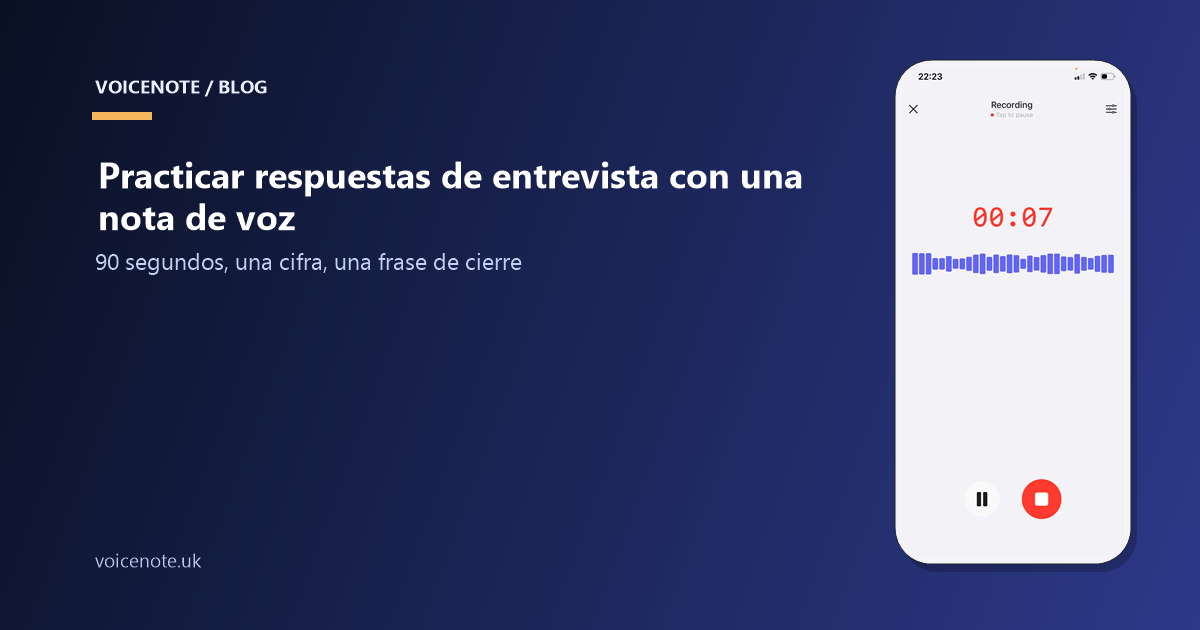 VOICENOTE / BLOG
Practicar respuestas de entrevista con una
nota de voz
90 segundos, una cifra, una frase de cierre
voicenote.uk
22:23
Recording
Tap to pause
00:07